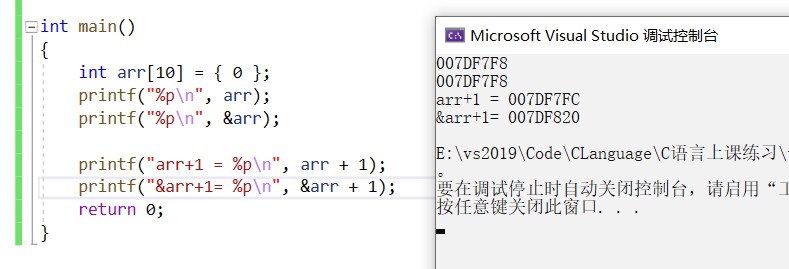 int main()
{
int arr[10] = { 0 };
printf("%p\n", arr);
printf("%p\n", &arr);
printf("arr+1 = %p\n", arr + 1);
printf("&arr+1= %p\n", &arr + 1);
return 0;
}
Microsoft Visual Studio 调试控制台
007DF7F8
007DF7F8
arr+1 = 007DF7FC
&arr+1= 007DF820
E:\vs2019\Code\CLanguage\C语言上课练习\
。
要在调试停止时自动关闭控制台，请启用“工
按任意键关闭此窗口. . .